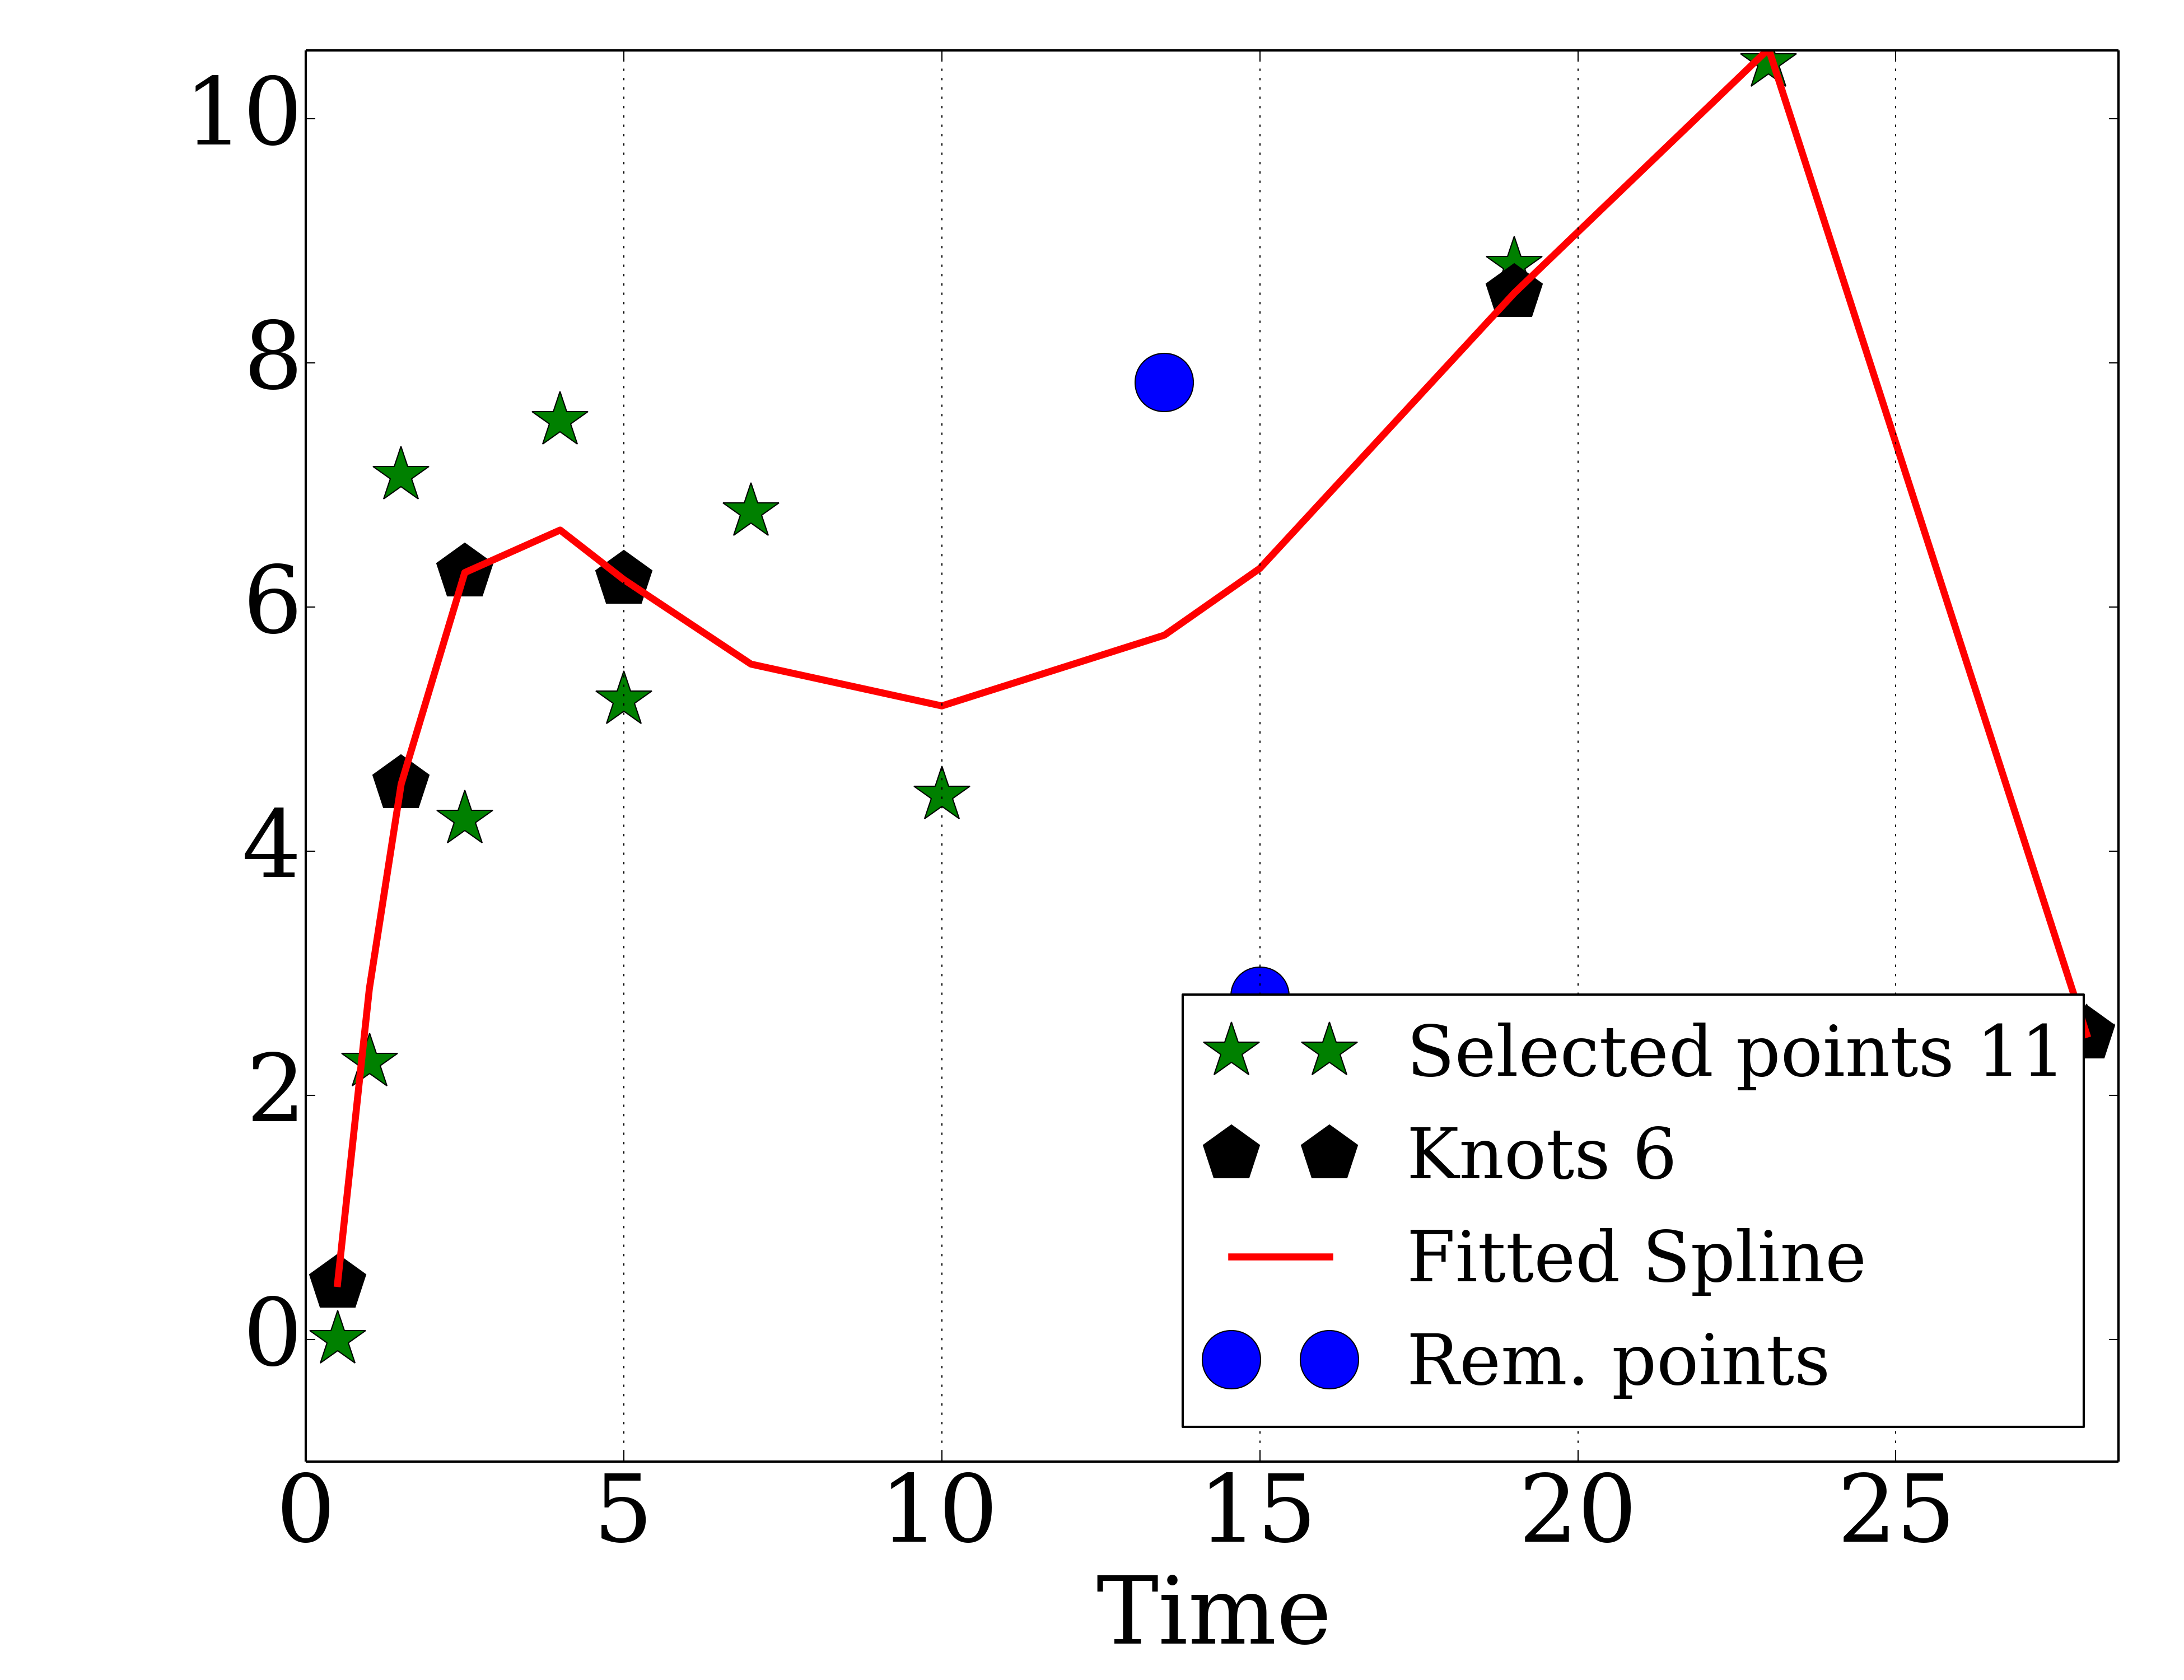 10
8
6
4
2
0
Selected points 11
Knots 6
Fitted Spline
Rem. points
0 5 10 15 20 25
Time